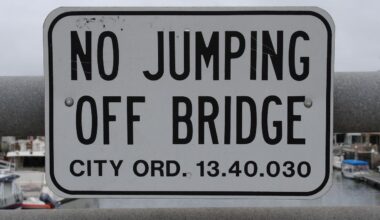 NO JUMPING
OFF BRIDGE
CITY ORD. 13.40.030